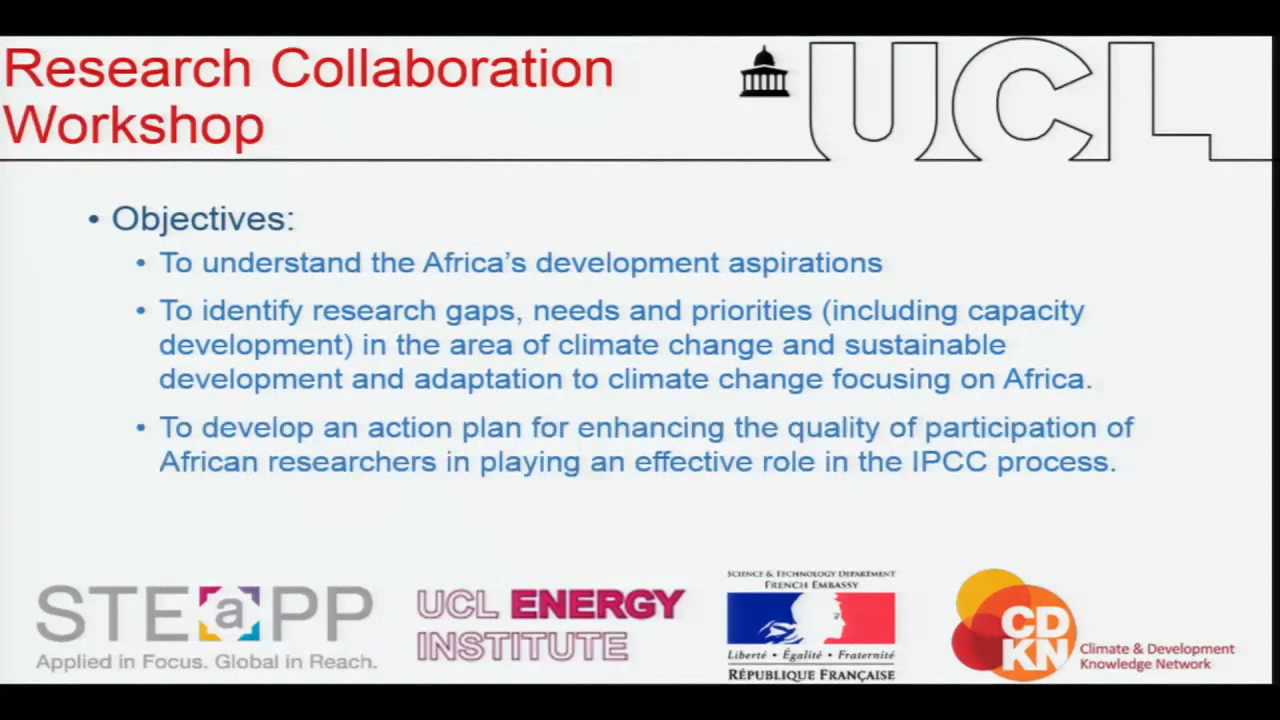 Research Collaboration
Workshop
UCL
• Objectives:
• To understand the Africa's development aspirations
• To identify research gaps, needs and priorities (including capacity
development) in the area of climate change and sustainable
development and adaptation to climate change focusing on Africa.
• To develop an action plan for enhancing the quality of participation of
African researchers in playing an effective role in the IPCC process.
STEaPP
Applied in Focus. Global in Reach.
UCL ENERGY
INSTITUTE
SCIENCE & TECHNOLOGY DEPARTMENT
FRENCH EMBASSY
Liberté • Égalité • Fraternité
RÉPUBLIQUE FRANÇAISE
CD
KN
Climate & Development
Knowledge Network